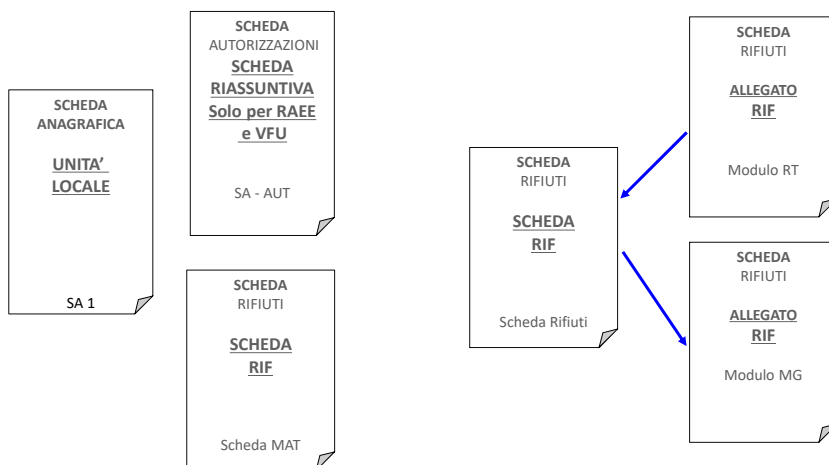 SCHEDA
ANAGRAFICA
UNITA’
LOCALE
SA 1
SCHEDA
AUTORIZZAZIONI
SCHEDA
RIASSUNTIVA
Solo per RAEE
e VFU
SA - AUT
SCHEDA
RIFIUTI
SCHEDA
RIF
Scheda MAT
SCHEDA
RIFIUTI
SCHEDA
RIF
Scheda Rifiuti
SCHEDA
RIFIUTI
ALLEGATO
RIF
Modulo RT
SCHEDA
RIFIUTI
ALLEGATO
RIF
Modulo MG